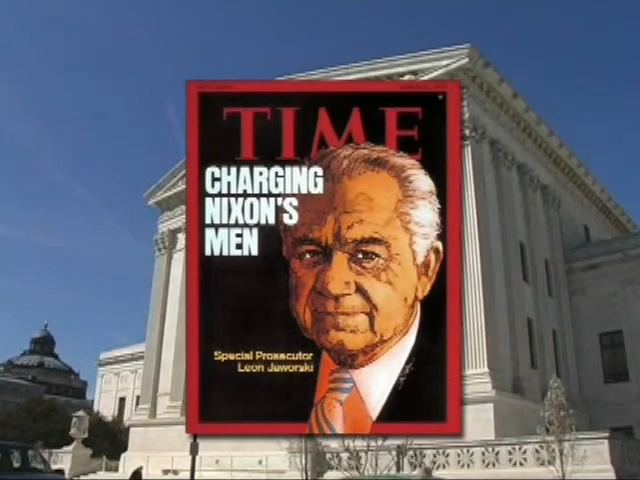 TIME
CHARGING
NIXON'S
MEN
Special Prosecutor
Leon Jaworski